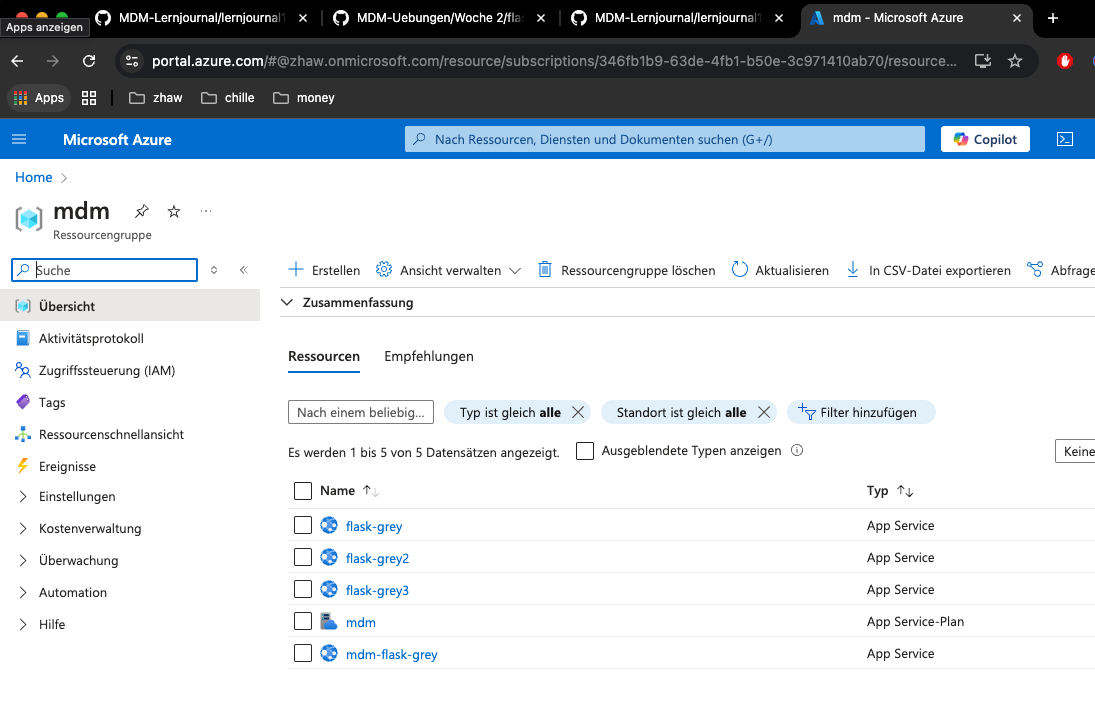 MDM-Lernjournal/lernjournal1
MDM-Uebungen/Woche 2/flas
MDM-Lernjournal/lernjournal1
mdm - Microsoft Azure
Apps anzeigen
portal.azure.com/#@zhaw.onmicrosoft.com/resource/subscriptions/346fb1b9-63de-4fb1-b50e-3c971410ab70/resource...
Apps
zhaw
chille
money
Microsoft Azure
Nach Ressourcen, Diensten und Dokumenten suchen (G+/)
Copilot
Home
mdm
Ressourcengruppe
Suche
Übersicht
Aktivitätsprotokoll
Zugriffssteuerung (IAM)
Tags
Ressourcenschnellansicht
Ereignisse
Einstellungen
Kostenverwaltung
Überwachung
Automation
Hilfe
Erstellen
Ansicht verwalten
Ressourcengruppe löschen
Aktualisieren
In CSV-Datei exportieren
Abfrage
Zusammenfassung
Ressourcen
Empfehlungen
Nach einem beliebig...
Typ ist gleich alle
Standort ist gleich alle
Filter hinzufügen
Es werden 1 bis 5 von 5 Datensätzen angezeigt.
Ausgeblendete Typen anzeigen
Keine
Name
Typ
flask-grey
App Service
flask-grey2
App Service
flask-grey3
App Service
mdm
App Service-Plan
mdm-flask-grey
App Service